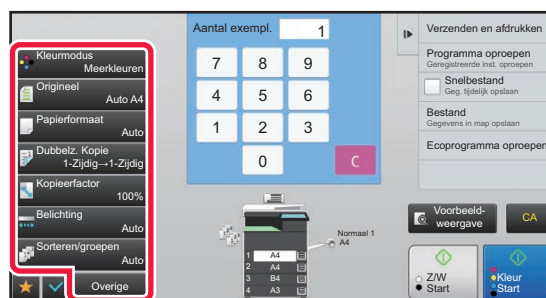 Kleurmodus
Meerkleuren
Origineel
Auto A4
Papierformaat
Auto
Dubbelz. Kopie
1-Zijdig→1-Zijdig
Kopieerfactor
100%
Belichting
Auto
Sorteren/groepen
Auto
Overige
Aantal exempl. 1
7 8 9
4 5 6
1 2 3
0 C
Normaal 1
A4
1 A4
2 A4
3 B4
4 A3
Verzenden en afdrukken
Programma oproepen
Geregistreerde inst. oproepen
Snelbestand
Geg. tijdelijk opslaan
Bestand
Gegevens in map opslaan
Ecoprogramma oproepen
Voorbeeld-
weergave
CA
Z/W
Start
Kleur
Start